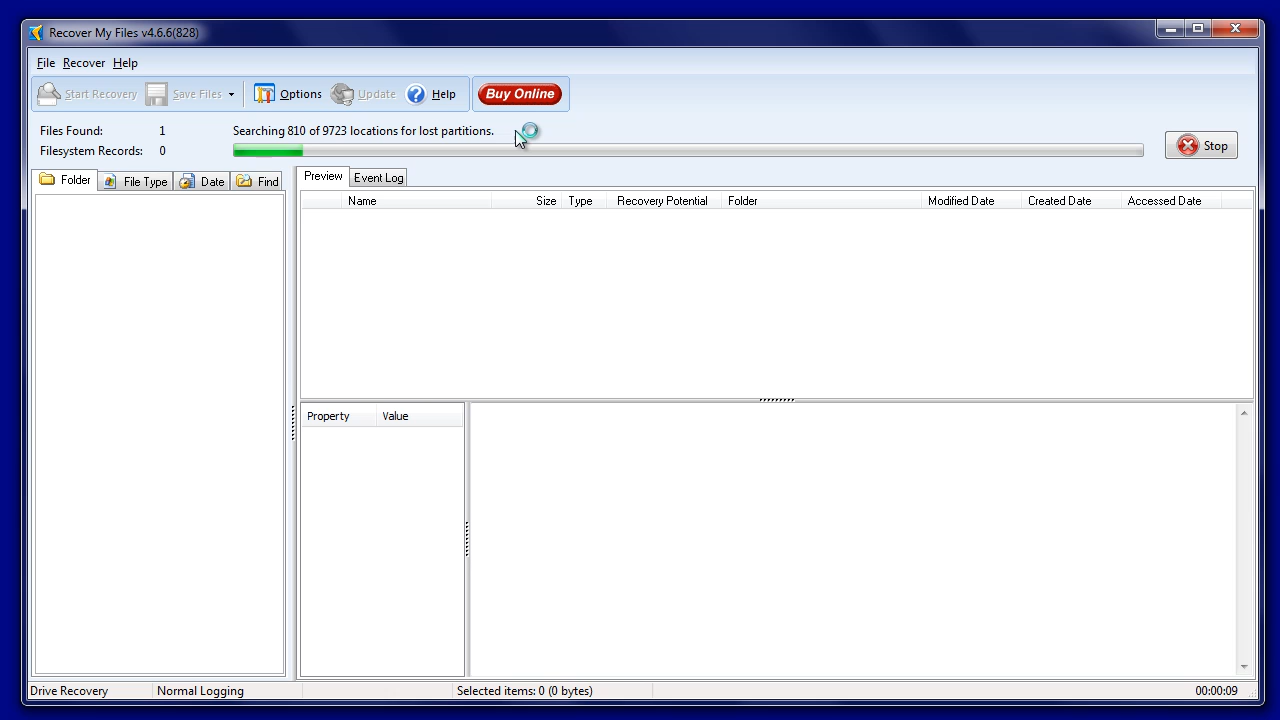 Recover My Files v4.6.6(828)
File Recover Help
Start Recovery Save Files Options Update Help Buy Online
Files Found: 1 Searching 810 of 9723 locations for lost partitions.
Filesystem Records: 0
Stop
Folder File Type Date Find
Preview Event Log
Name Size Type Recovery Potential Folder Modified Date Created Date Accessed Date
Property Value
Drive Recovery Normal Logging Selected items: 0 (0 bytes) 00:00:09